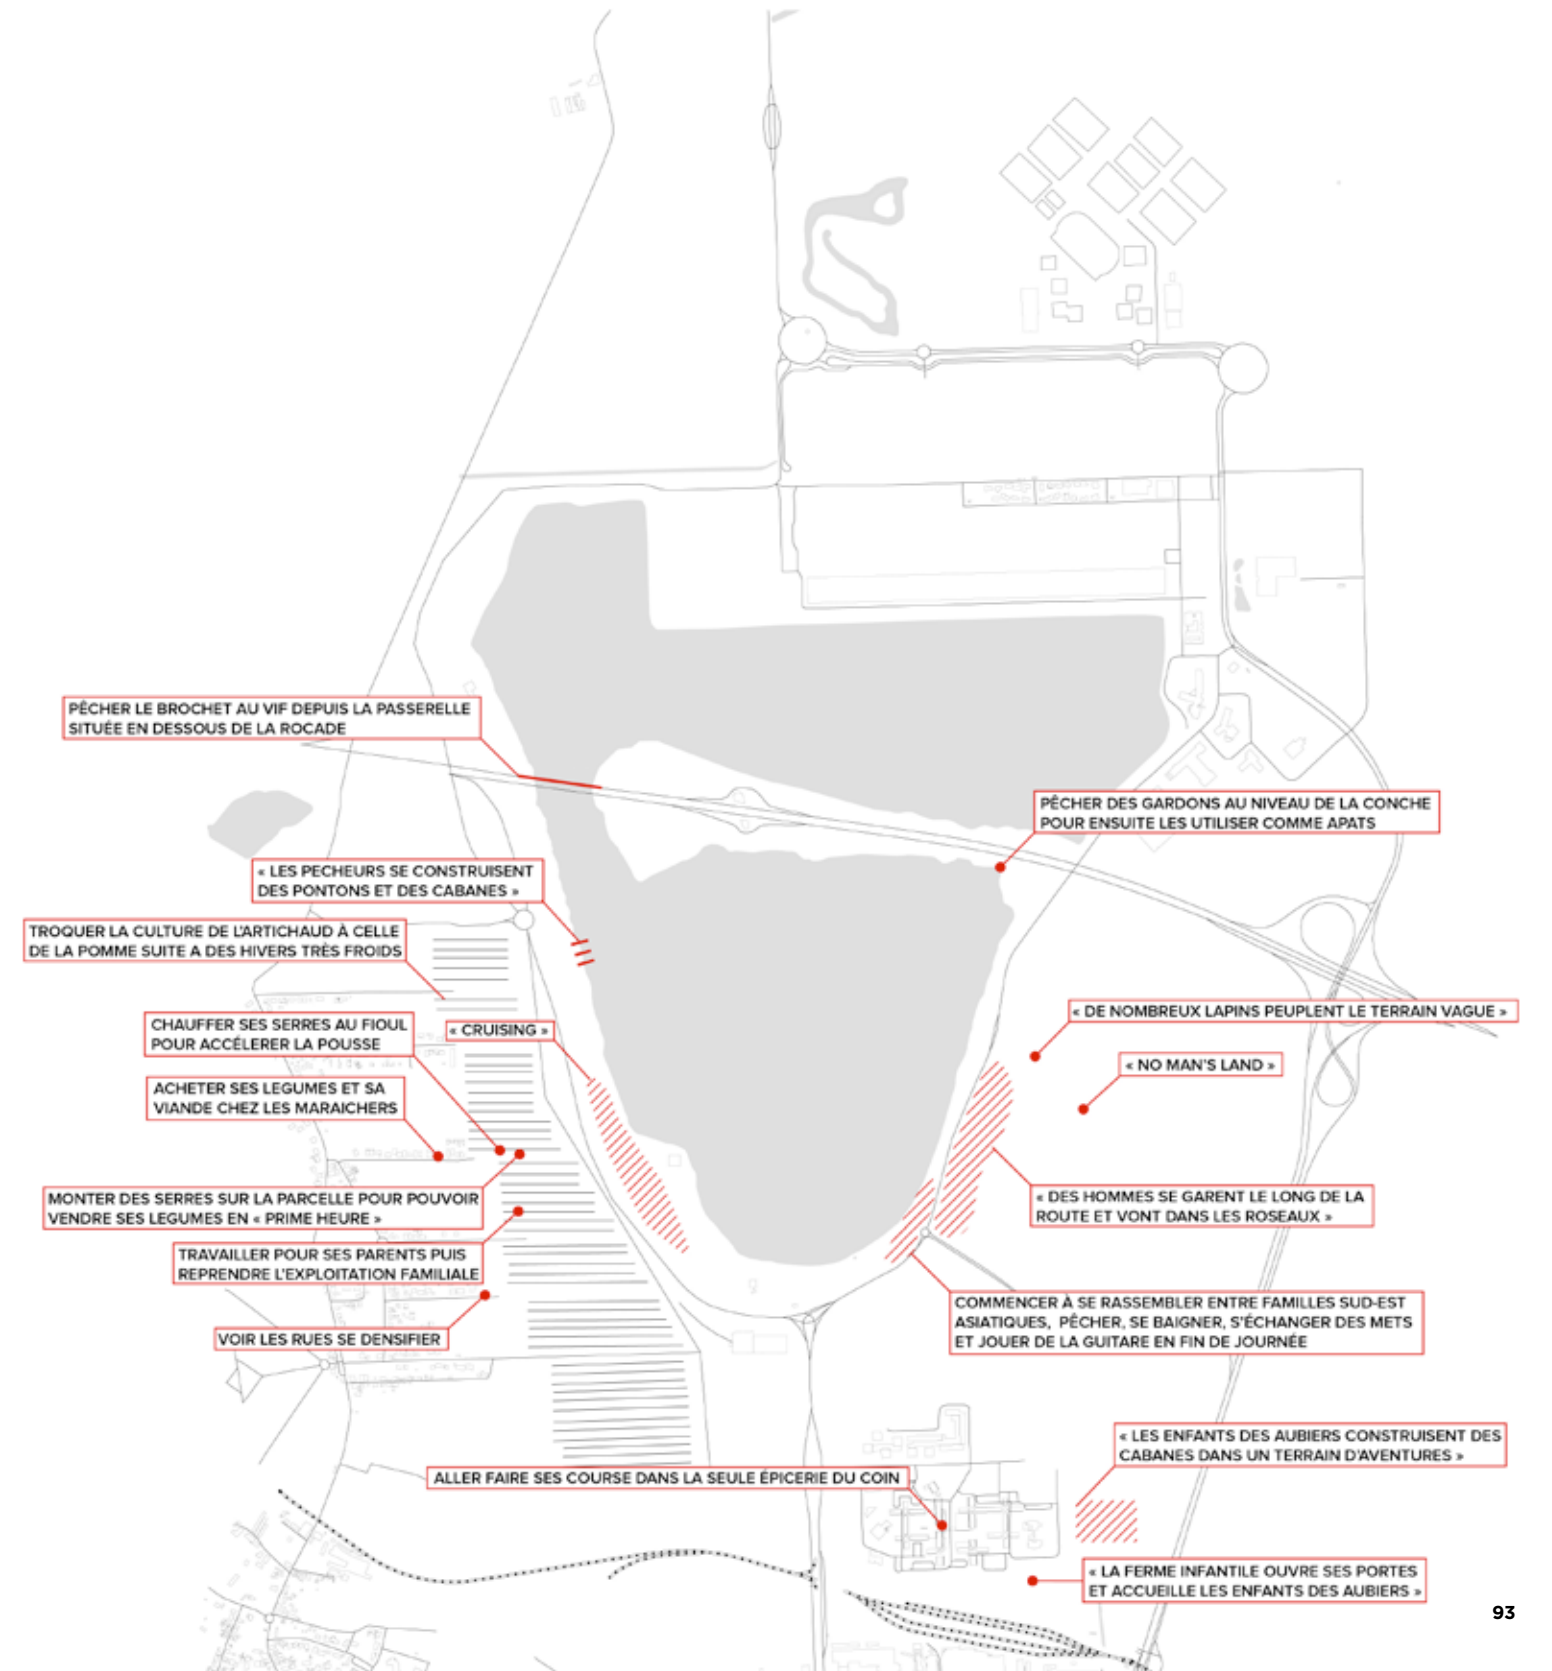 PÊCHER LE BROCHET AU VIF DEPUIS LA PASSERELLE
SITUÉE EN DESSOUS DE LA ROCADE
PÊCHER DES GARDONS AU NIVEAU DE LA CONCHE
POUR ENSUITE LES UTILISER COMME APATS
« LES PECHEURS SE CONSTRUISENT
DES PONTONS ET DES CABANES »
TROQUER LA CULTURE DE L'ARTICHAUD À CELLE
DE LA POMME SUITE A DES HIVERS TRÈS FROIDS
« DE NOMBREUX LAPINS PEUPLENT LE TERRAIN VAGUE »
CHAUFFER SES SERRES AU FIOUL
POUR ACCÉLERER LA POUSSE
« CRUISING »
« NO MAN'S LAND »
ACHETER SES LEGUMES ET SA
VIANDE CHEZ LES MARAICHERS
MONTER DES SERRES SUR LA PARCELLE POUR POUVOIR
VENDRE SES LEGUMES EN « PRIME HEURE »
« DES HOMMES SE GARENT LE LONG DE LA
ROUTE ET VONT DANS LES ROSEAUX »
TRAVAILLER POUR SES PARENTS PUIS
REPRENDRE L'EXPLOITATION FAMILIALE
COMMENCER À SE RASSEMBLER ENTRE FAMILLES SUD-EST
ASIATIQUES, PÊCHER, SE BAIGNER, S'ÉCHANGER DES METS
ET JOUER DE LA GUITARE EN FIN DE JOURNÉE
VOIR LES RUES SE DENSIFIER
« LES ENFANTS DES AUBIERS CONSTRUISENT DES
CABANES DANS UN TERRAIN D'AVENTURES »
ALLER FAIRE SES COURSE DANS LA SEULE ÉPICERIE DU COIN
« LA FERME INFANTILE OUVRE SES PORTES
ET ACCUEILLE LES ENFANTS DES AUBIERS »
93